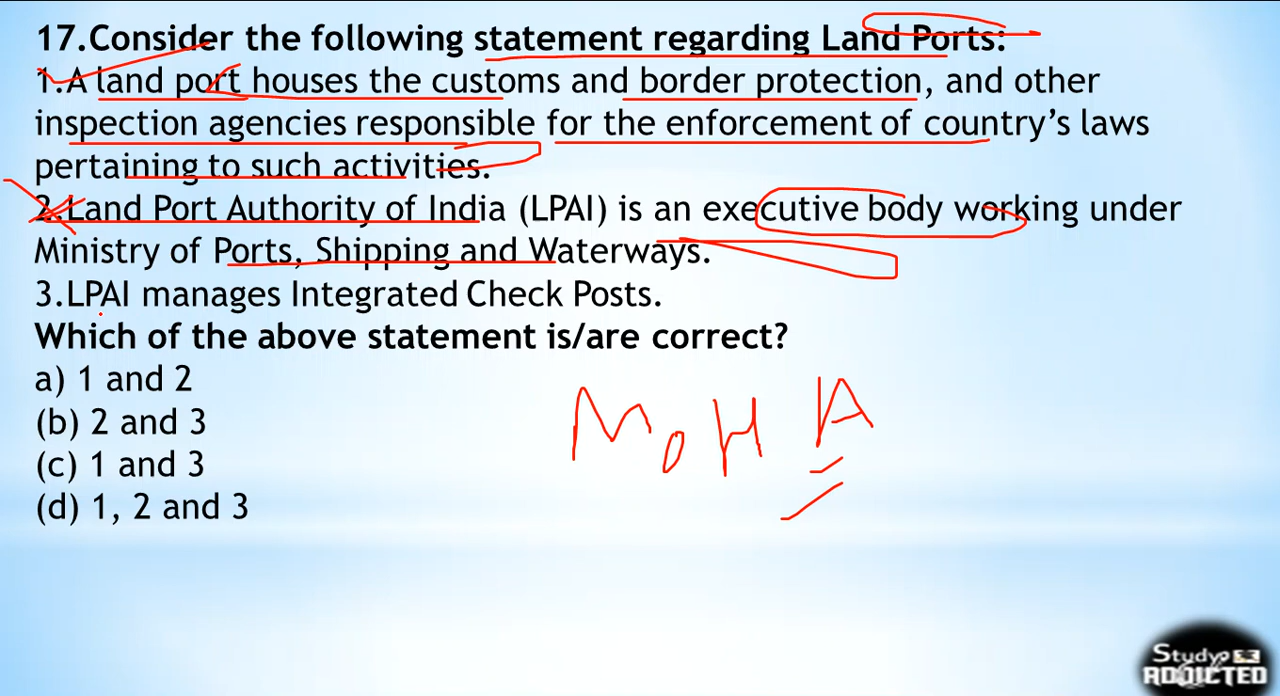 17.Consider the following statement regarding Land Ports:
1.A land port houses the customs and border protection, and other
inspection agencies responsible for the enforcement of country’s laws
pertaining to such activities.
2.Land Port Authority of India (LPAI) is an executive body working under
Ministry of Ports, Shipping and Waterways.
3.LPAI manages Integrated Check Posts.
Which of the above statement is/are correct?
a) 1 and 2
(b) 2 and 3
(c) 1 and 3
(d) 1, 2 and 3
MoHA
Study
ADDICTED